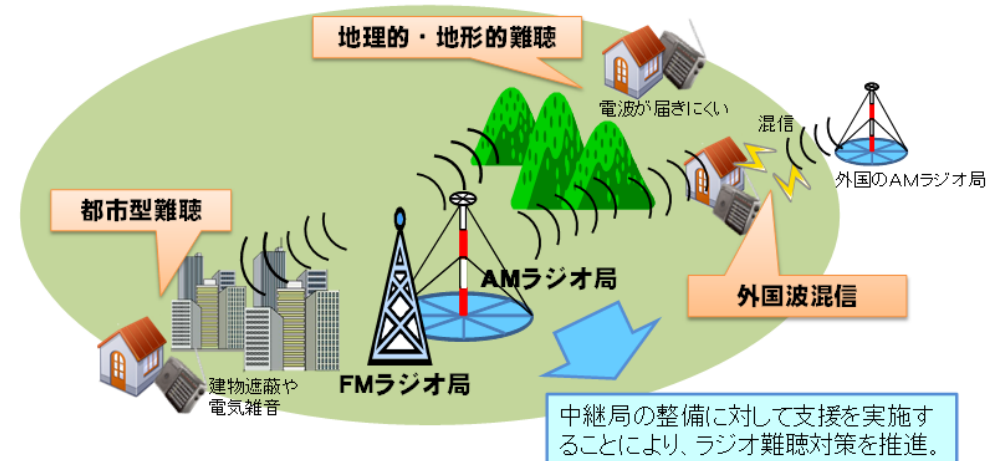 地理的・地形的難聴
電波が届きにくい
混信
外国のAMラジオ局
都市型難聴
AMラジオ局
外国波混信
建物遮蔽や
電気雑音
FMラジオ局
中継局の整備に対して支援を実施す
ることにより、ラジオ難聴対策を推進。